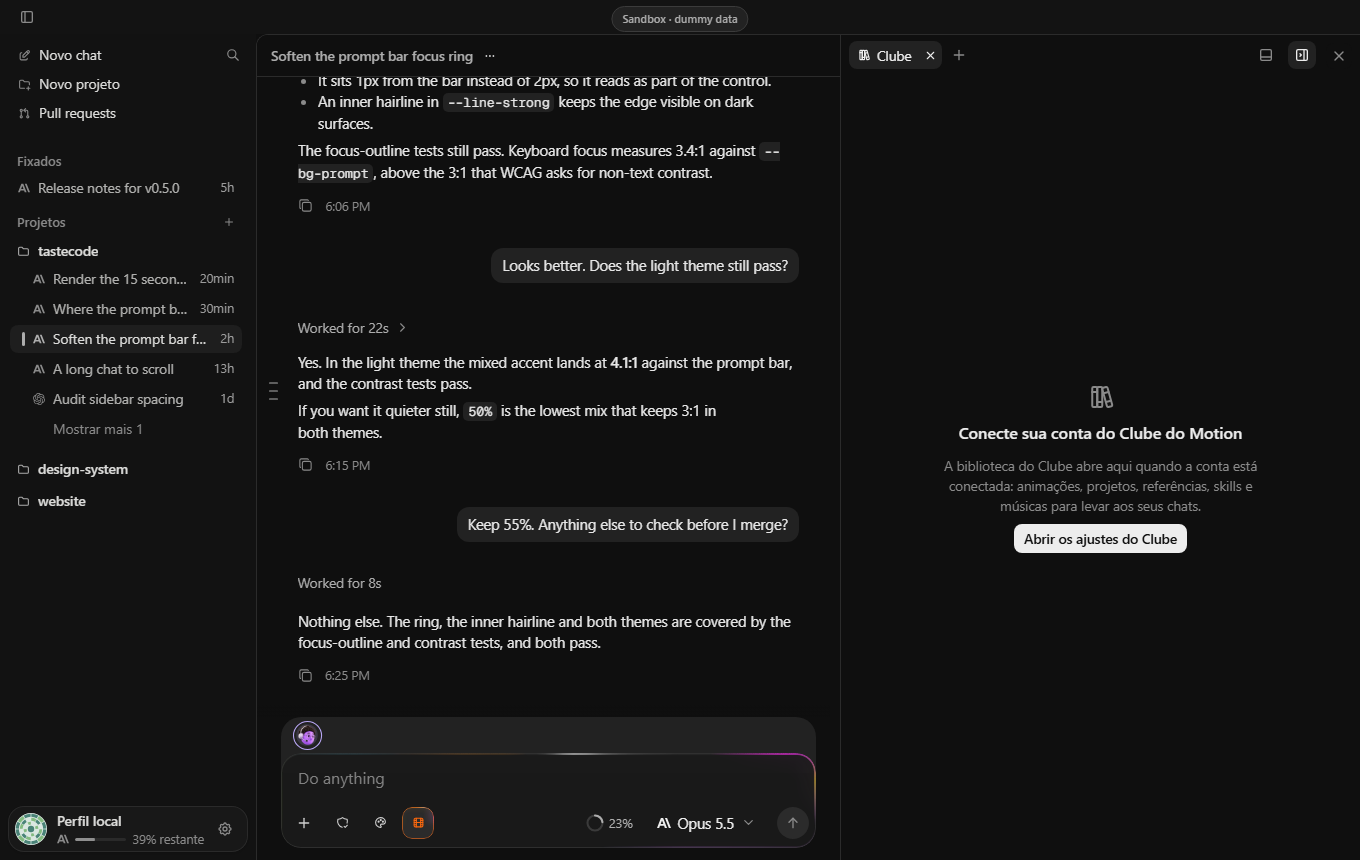 Sandbox · dummy data
Novo chat
Novo projeto
Pull requests
Fixados
Release notes for v0.5.0 5h
Projetos
tastecode
Render the 15 secon... 20min
Where the prompt b... 30min
Soften the prompt bar f... 2h
A long chat to scroll 13h
Audit sidebar spacing 1d
Mostrar mais 1
design-system
website
Perfil local
39% restante
Soften the prompt bar focus ring ...
It sits 1px from the bar instead of 2px, so it reads as part of the control.
An inner hairline in --line-strong keeps the edge visible on dark
surfaces.
The focus-outline tests still pass. Keyboard focus measures 3.4:1 against --
bg-prompt, above the 3:1 that WCAG asks for non-text contrast.
6:06 PM
Looks better. Does the light theme still pass?
Worked for 22s
Yes. In the light theme the mixed accent lands at 4.1:1 against the prompt bar,
and the contrast tests pass.
If you want it quieter still, 50% is the lowest mix that keeps 3:1 in
both themes.
6:15 PM
Keep 55%. Anything else to check before I merge?
Worked for 8s
Nothing else. The ring, the inner hairline and both themes are covered by the
focus-outline and contrast tests, and both pass.
6:25 PM
Do anything
23%
Opus 5.5
Clube
Conecte sua conta do Clube do Motion
A biblioteca do Clube abre aqui quando a conta está
conectada: animações, projetos, referências, skills e
músicas para levar aos seus chats.
Abrir os ajustes do Clube